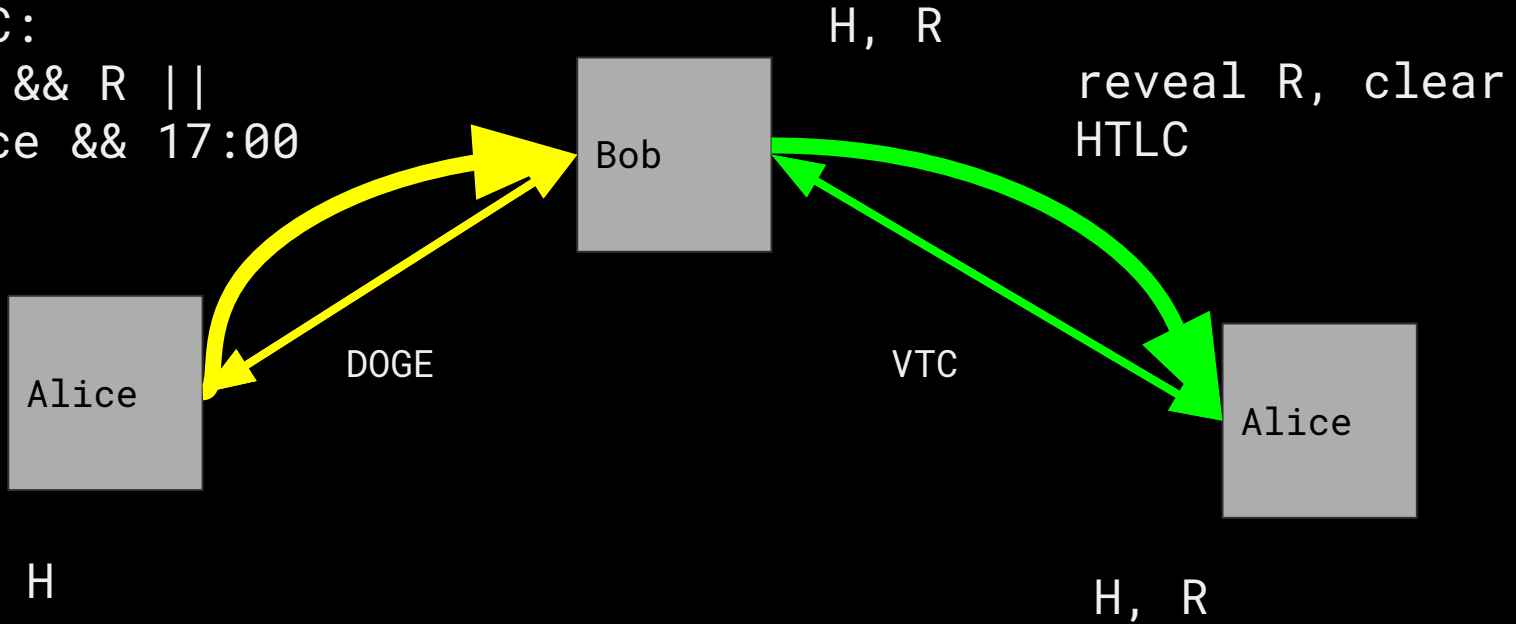 C:
&& R ||
ce && 17:00
H, R
reveal R, clear
HTLC
Bob
DOGE
VTC
Alice
Alice
H
H, R